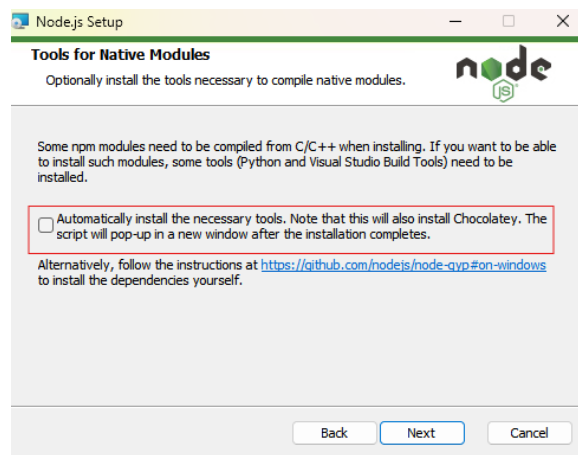 Node.js Setup
Tools for Native Modules
Optionally install the tools necessary to compile native modules.
node
JS
Some npm modules need to be compiled from C/C++ when installing. If you want to be able
to install such modules, some tools (Python and Visual Studio Build Tools) need to be
installed.
Automatically install the necessary tools. Note that this will also install Chocolatey. The
script will pop-up in a new window after the installation completes.
Alternatively, follow the instructions at https://github.com/nodejs/node-gyp#on-windows
to install the dependencies yourself.
Back Next Cancel